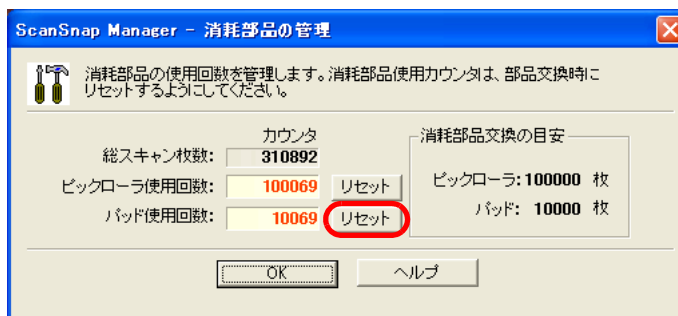 ScanSnap Manager - 消耗部品の管理
消耗部品の使用回数を管理します。消耗部品使用カウンタは、部品交換時に
リセットするようにしてください。
カウンタ
総スキャン枚数: 310892
ピックローラ使用回数: 100069 リセット
パッド使用回数: 10069 リセット
消耗部品交換の目安
ピックローラ: 100000 枚
パッド: 10000 枚
OK ヘルプ